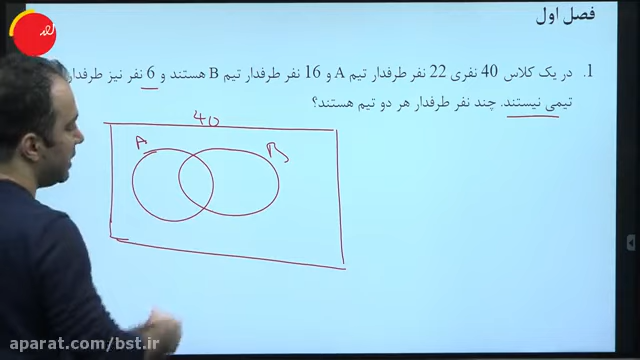 فصل اول
1. در یک کلاس 40 نفری 22 نفر طرفدار تیم A و 16 نفر طرفدار تیم B هستند و 6 نفر نیز طرفدار
تیمی نیستند. چند نفر طرفدار هر دو تیم هستند؟
40
A B
aparat.com/bst.ir